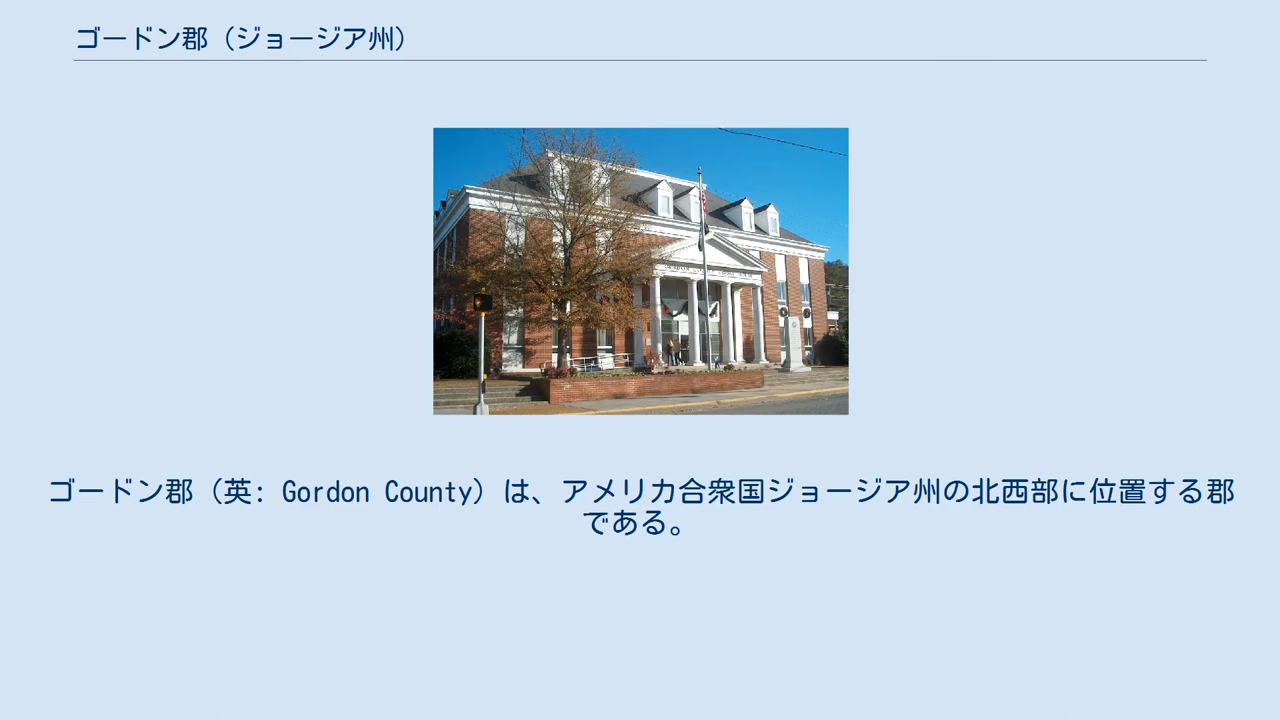 ゴードン郡（ジョージア州）
ゴードン郡（英: Gordon County）は、アメリカ合衆国ジョージア州の北西部に位置する郡
である。